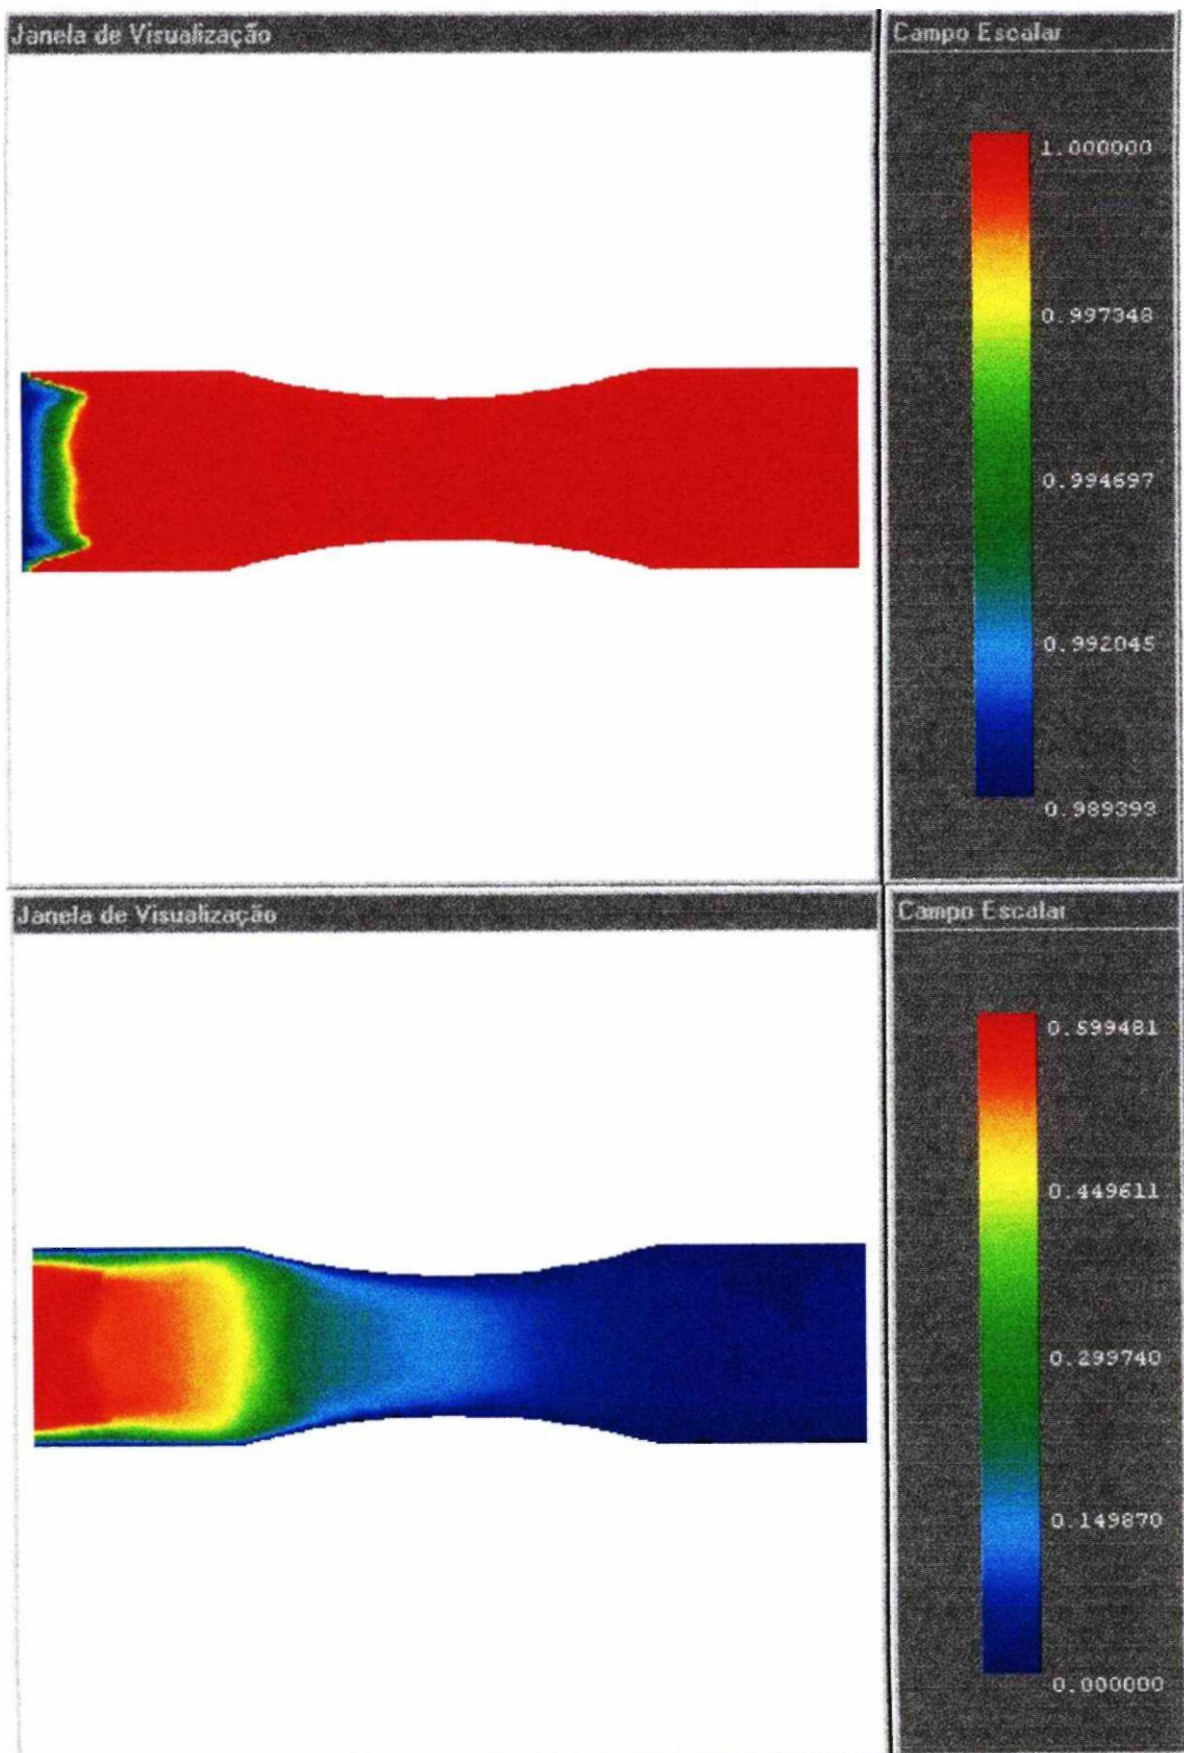 Janela de Visualização
Campo Escalar
1.000000
0.997348
0.994697
0.992045
0.989393
Janela de Visualização
Campo Escalar
0.599481
0.449611
0.299740
0.149870
0.000000